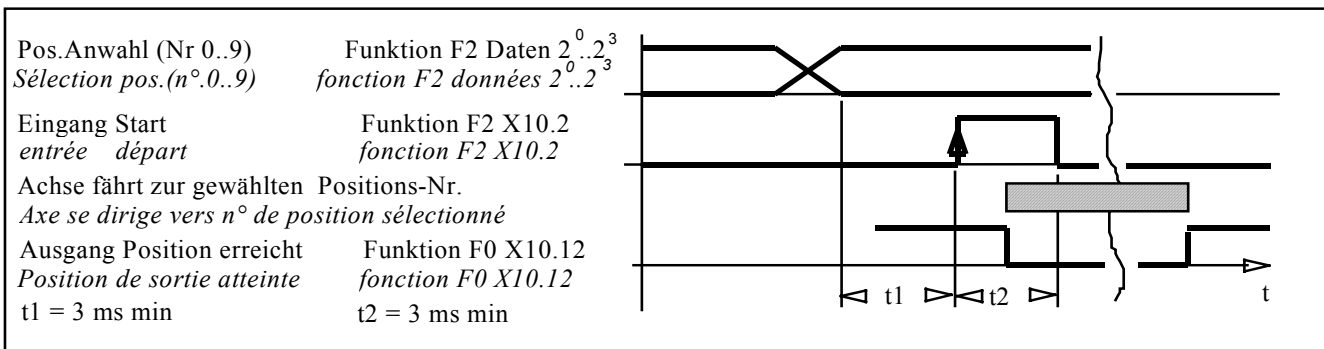 Pos.Anwahl (Nr 0..9) Funktion F2 Daten 2⁰..2³
Sélection pos.(n°.0..9) fonction F2 données 2⁰..2³
Eingang Start Funktion F2 X10.2
entrée départ fonction F2 X10.2
Achse fährt zur gewählten Positions-Nr.
Axe se dirige vers n° de position sélectionné
Ausgang Position erreicht Funktion F0 X10.12
Position de sortie atteinte fonction F0 X10.12
t1 = 3 ms min t2 = 3 ms min
t1 t2 t